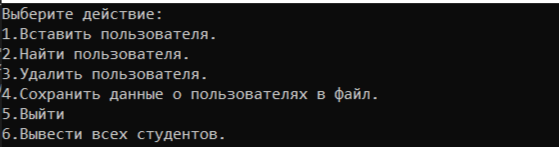 Выберите действие:
1.Вставить пользователя.
2.Найти пользователя.
3.Удалить пользователя.
4.Сохранить данные о пользователях в файл.
5.Выйти
6.Вывести всех студентов.